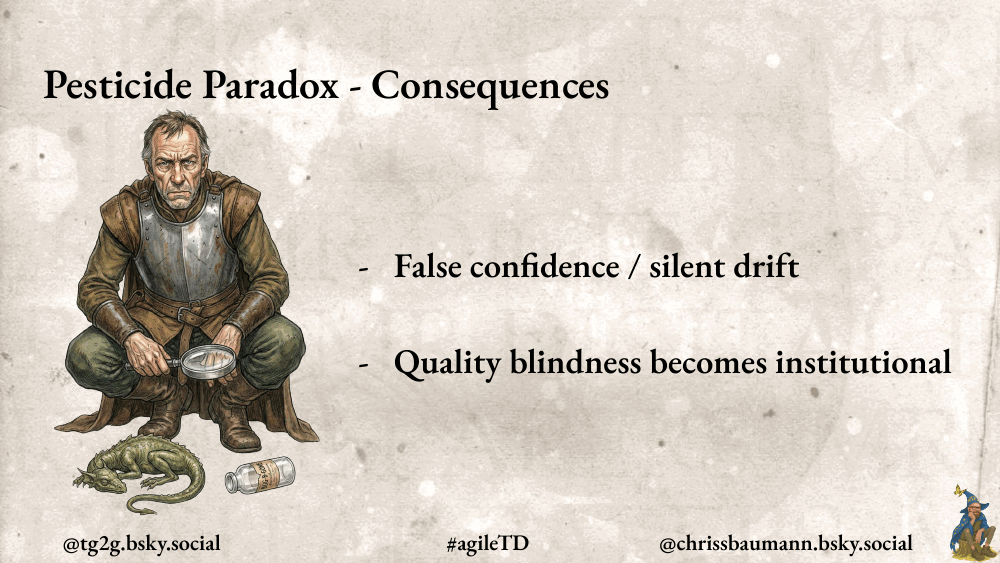 Pesticide Paradox - Consequences
- False confidence / silent drift
- Quality blindness becomes institutional
@tg2g.bsky.social
#agileTD
@chrissbaumann.bsky.social